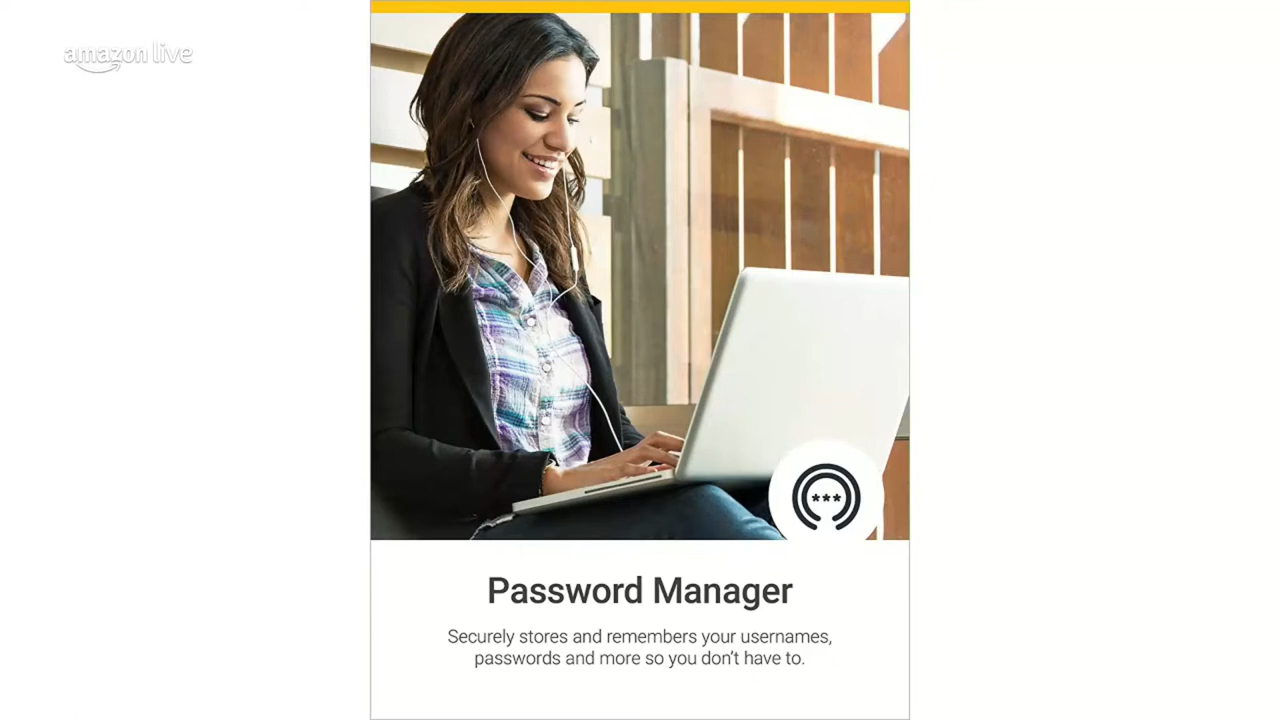 amazon live
Password Manager
Securely stores and remembers your usernames,
passwords and more so you don't have to.